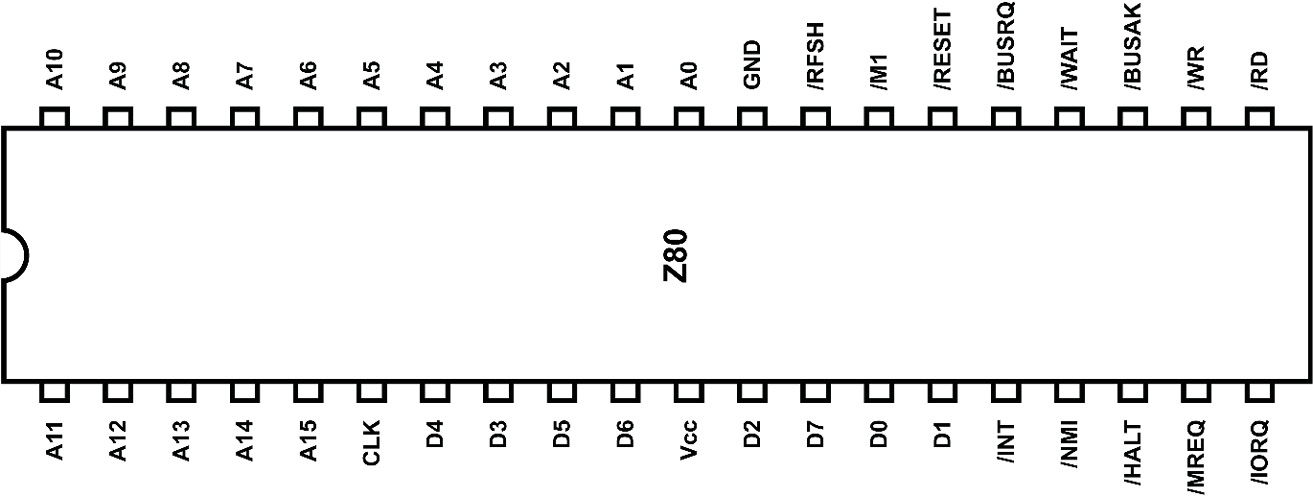 A10
A9
A8
A7
A6
A5
A4
A3
A2
A1
A0
GND
/RFSH
/M1
/RESET
/BUSRQ
/WAIT
/BUSAK
/WR
/RD
Z80
A11
A12
A13
A14
A15
CLK
D4
D3
D5
D6
Vcc
D2
D7
D0
D1
/INT
/NMI
/HALT
/MREQ
/IORQ